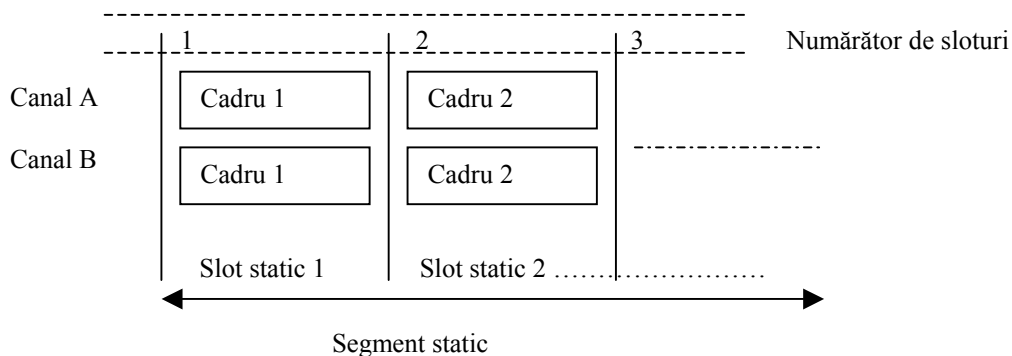 1 2 3 Numărător de sloturi
Canal A Cadru 1 Cadru 2
Canal B Cadru 1 Cadru 2
Slot static 1 Slot static 2 ........................
Segment static